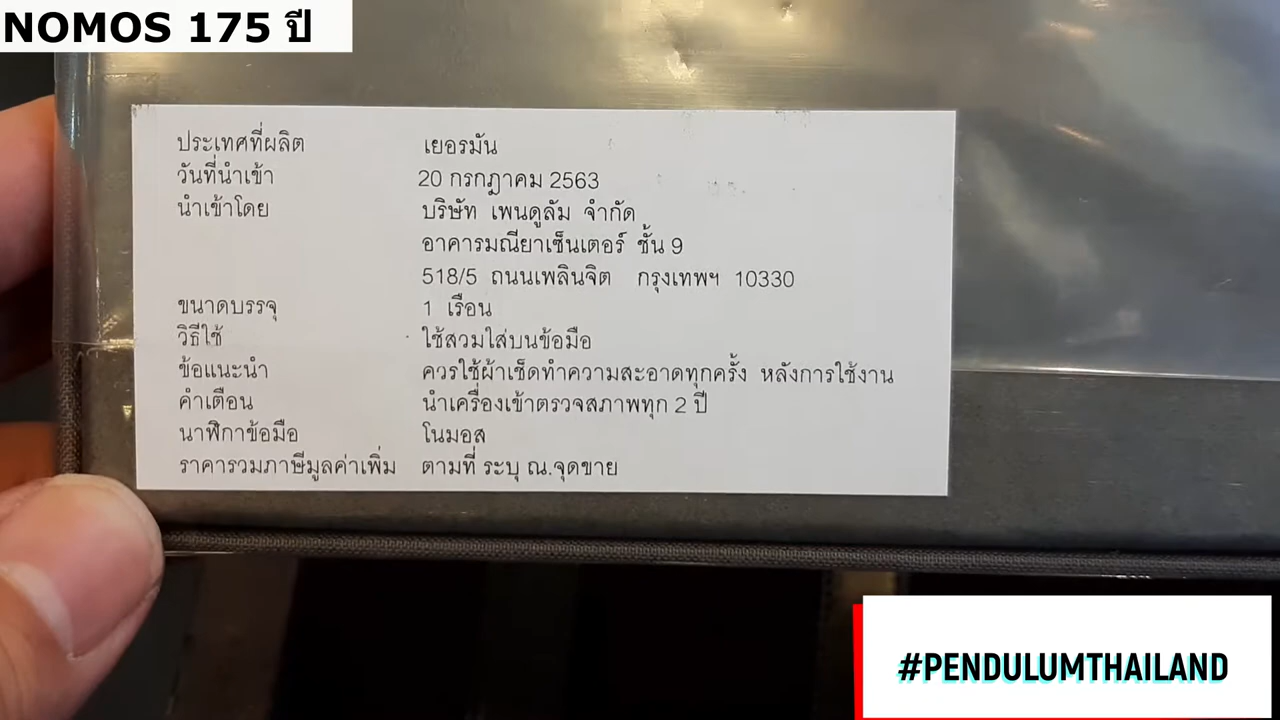 NOMOS 175 ปี
ประเทศที่ผลิต เยอรมัน
วันที่นำเข้า 20 กรกฎาคม 2563
นำเข้าโดย บริษัท เพนดูลัม จำกัด
อาคารมณียาเซ็นเตอร์ ชั้น 9
518/5 ถนนเพลินจิต กรุงเทพฯ 10330
ขนาดบรรจุ 1 เรือน
วิธีใช้ ใช้สวมใส่บนข้อมือ
ข้อแนะนำ ควรใช้ผ้าเช็ดทำความสะอาดทุกครั้ง หลังการใช้งาน
คำเตือน นำเครื่องเข้าตรวจสภาพทุก 2 ปี
นาฬิกาข้อมือ โนมอส
ราคารวมภาษีมูลค่าเพิ่ม ตามที่ ระบุ ณ.จุดขาย
#PENDULUMTHAILAND